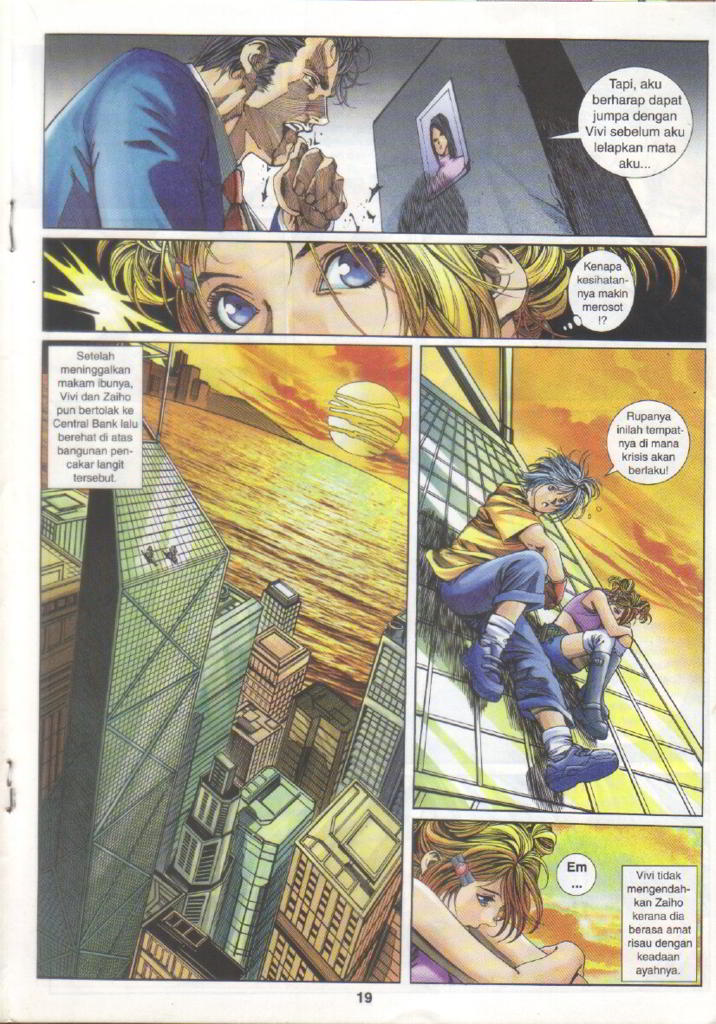 Tapi, aku
berharap dapat
jumpa dengan
Vivi sebelum aku
lelapkan mata
aku...
Kenapa
kesihatan-
nya makin
merosot
!?
Setelah
meninggalkan
makam ibunya,
Vivi dan Zaiho
pun bertolak ke
Central Bank lalu
berehat di atas
bangunan pen-
cakar langit
tersebut.
Rupanya
inilah tempat-
nya di mana
krisis akan
berlaku!
Em
...
Vivi tidak
mengendah-
kan Zaiho
kerana dia
berasa amat
risau dengan
keadaan
ayahnya.
19